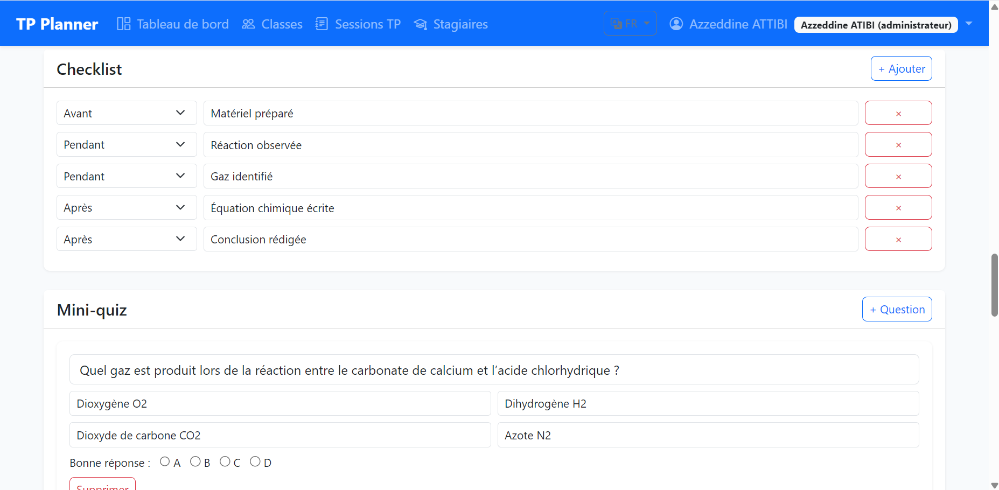 TP Planner Tableau de bord Classes Sessions TP Stagiaires FR Azzeddine ATTIBI Azzeddine ATIBI (administrateur)
Checklist + Ajouter
Avant Matériel préparé ×
Pendant Réaction observée ×
Pendant Gaz identifié ×
Après Équation chimique écrite ×
Après Conclusion rédigée ×
Mini-quiz + Question
Quel gaz est produit lors de la réaction entre le carbonate de calcium et l’acide chlorhydrique ?
Dioxygène O2 Dihydrogène H2
Dioxyde de carbone CO2 Azote N2
Bonne réponse : A B C D
Supprimer